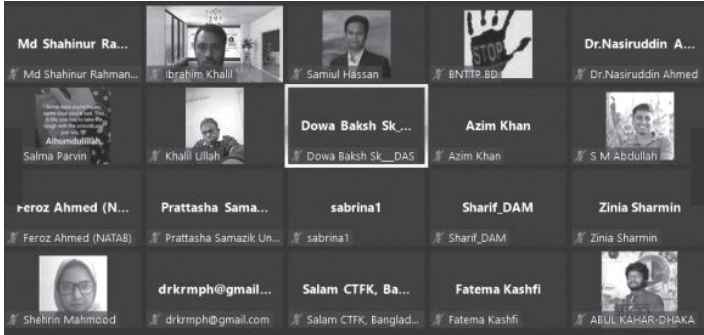 Md Shahinur Ra...
Md Shahinur Rahman...
Ibrahim Khalil
Samiul Hassan
STOP
BNTTP BD
Dr.Nasiruddin A...
Dr.Nasiruddin Ahmed
Alhumdulillah
Salma Parvin
Khalil Ullah
Dowa Baksh Sk_...
Dowa Baksh Sk__DAS
Azim Khan
Azim Khan
S M Abdullah
Feroz Ahmed (N...
Feroz Ahmed (NATAB)
Prattasha Sama...
Prattasha Samazik Un...
sabrina1
sabrina1
Sharif_DAM
Sharif_DAM
Zinia Sharmin
Zinia Sharmin
Shehrin Mahmood
drkrmph@gmail...
drkrmph@gmail.com
Salam CTFK, Ba...
Salam CTFK, Banglad...
Fatema Kashfi
Fatema Kashfi
ABUL KAHAR-DHAKA